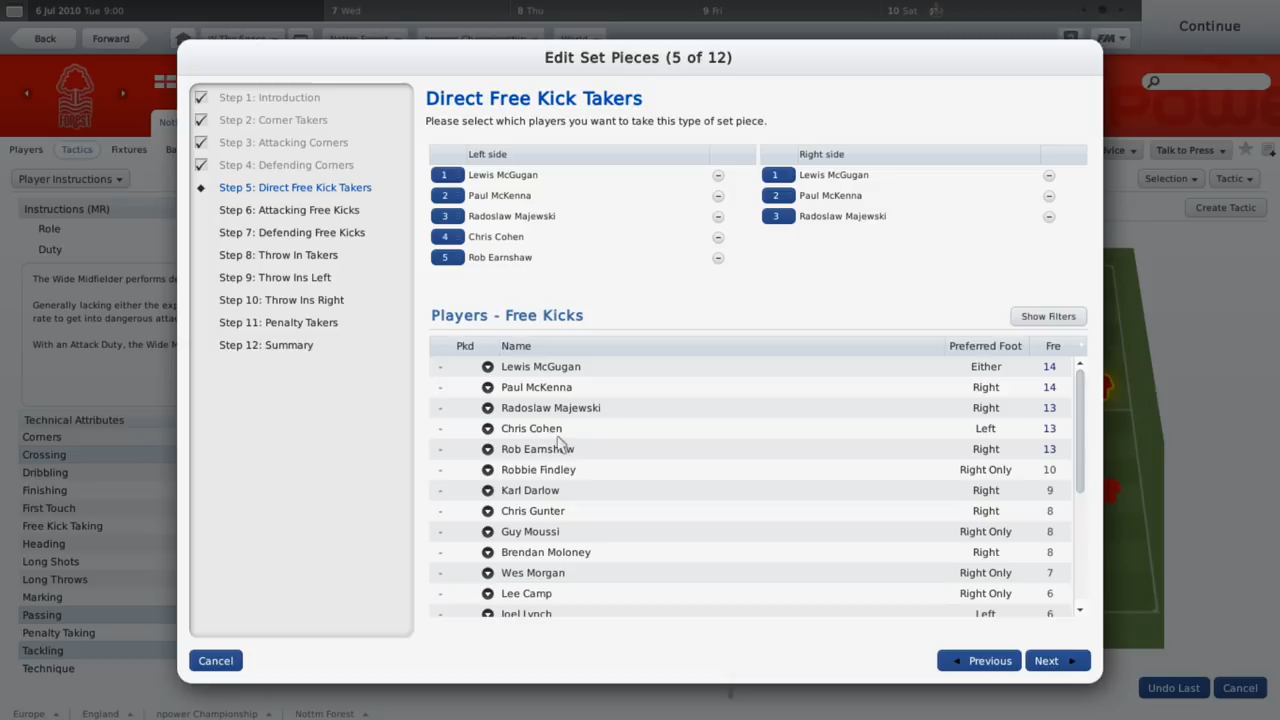 6 Jul 2010 Tue 9:00
7 Wed
8 Thu
9 Fri
10 Sat
Back
Forward
Continue
Edit Set Pieces (5 of 12)
FOREST
Players
Tactics
Fixtures
Talk to Press
Player Instructions
Selection
Tactic
Instructions (MR)
Create Tactic
Role
Duty
The Wide Midfielder performs
Generally lacking either the
rate to get into dangerous
With an Attack Duty, the Wide
Technical Attributes
Corners
Crossing
Dribbling
Finishing
First Touch
Free Kick Taking
Heading
Long Shots
Long Throws
Marking
Passing
Penalty Taking
Tackling
Technique
Step 1: Introduction
Step 2: Corner Takers
Step 3: Attacking Corners
Step 4: Defending Corners
Step 5: Direct Free Kick Takers
Step 6: Attacking Free Kicks
Step 7: Defending Free Kicks
Step 8: Throw In Takers
Step 9: Throw Ins Left
Step 10: Throw Ins Right
Step 11: Penalty Takers
Step 12: Summary
Direct Free Kick Takers
Please select which players you want to take this type of set piece.
Left side
1 Lewis McGugan
2 Paul McKenna
3 Radoslaw Majewski
4 Chris Cohen
5 Rob Earnshaw
Right side
1 Lewis McGugan
2 Paul McKenna
3 Radoslaw Majewski
Players - Free Kicks
Show Filters
Pkd Name Preferred Foot Fre
- Lewis McGugan Either 14
- Paul McKenna Right 14
- Radoslaw Majewski Right 13
- Chris Cohen Left 13
- Rob Earnshaw Right 13
- Robbie Findley Right Only 10
- Karl Darlow Right 9
- Chris Gunter Right 8
- Guy Moussi Right Only 8
- Brendan Moloney Right 8
- Wes Morgan Right Only 7
- Lee Camp Right Only 6
- Joel Lynch Left 6
Cancel
Previous
Next
Undo Last
Cancel
Europe
England
npower Championship
Nottm Forest